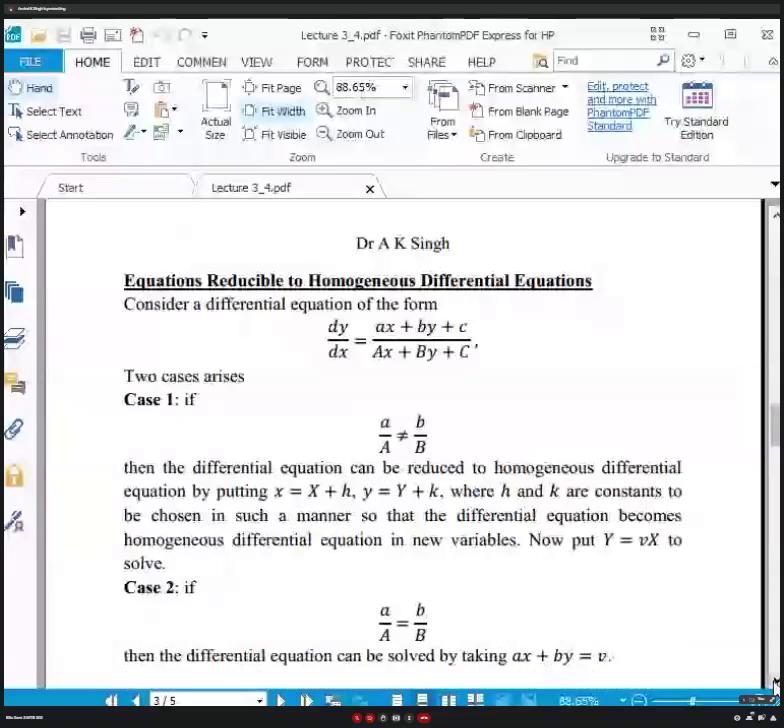 Lecture 3_4.pdf - Foxit PhantomPDF Express for HP
FILE HOME EDIT COMMEN VIEW FORM PROTEC SHARE HELP Find
Hand
Select Text
Select Annotation
Tools
Actual Size
Fit Page
Fit Width
Fit Visible
88.65%
Zoom In
Zoom Out
Zoom
From Files
From Scanner
From Blank Page
From Clipboard
Create
Edit, protect
and more with
PhantomPDF
Standard
Try Standard
Edition
Upgrade to Standard
Start Lecture 3_4.pdf
Dr A K Singh
Equations Reducible to Homogeneous Differential Equations
Consider a differential equation of the form
dy/dx = (ax + by + c)/(Ax + By + C),
Two cases arises
Case 1: if
a/A ≠ b/B
then the differential equation can be reduced to homogeneous differential
equation by putting x = X + h, y = Y + k, where h and k are constants to
be chosen in such a manner so that the differential equation becomes
homogeneous differential equation in new variables. Now put Y = vX to
solve.
Case 2: if
a/A = b/B
then the differential equation can be solved by taking ax + by = v.
3 / 5
88.65%